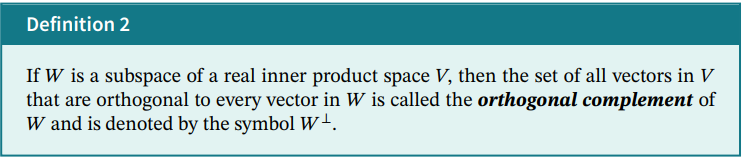 Definition 2
If W is a subspace of a real inner product space V, then the set of all vectors in V
that are orthogonal to every vector in W is called the orthogonal complement of
W and is denoted by the symbol W⊥.